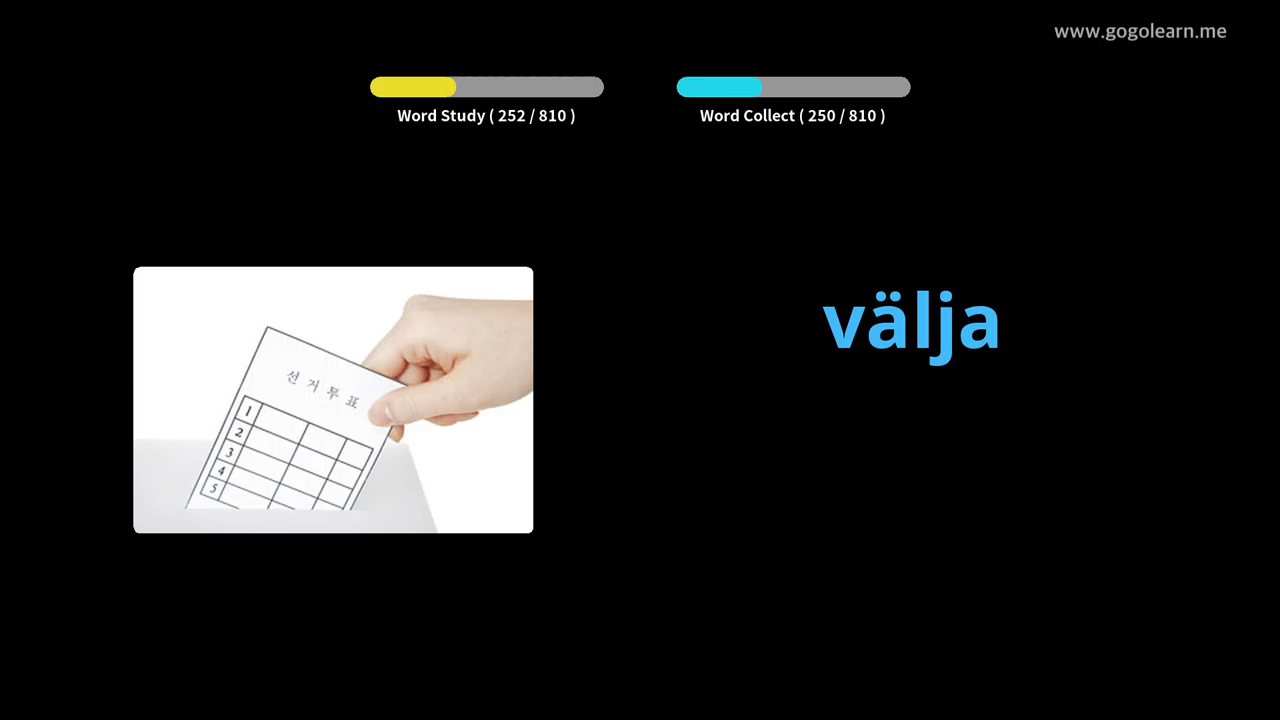 www.gogolearn.me
Word Study ( 252 / 810 )
Word Collect ( 250 / 810 )
välja
선거투표
1
2
3
4
5